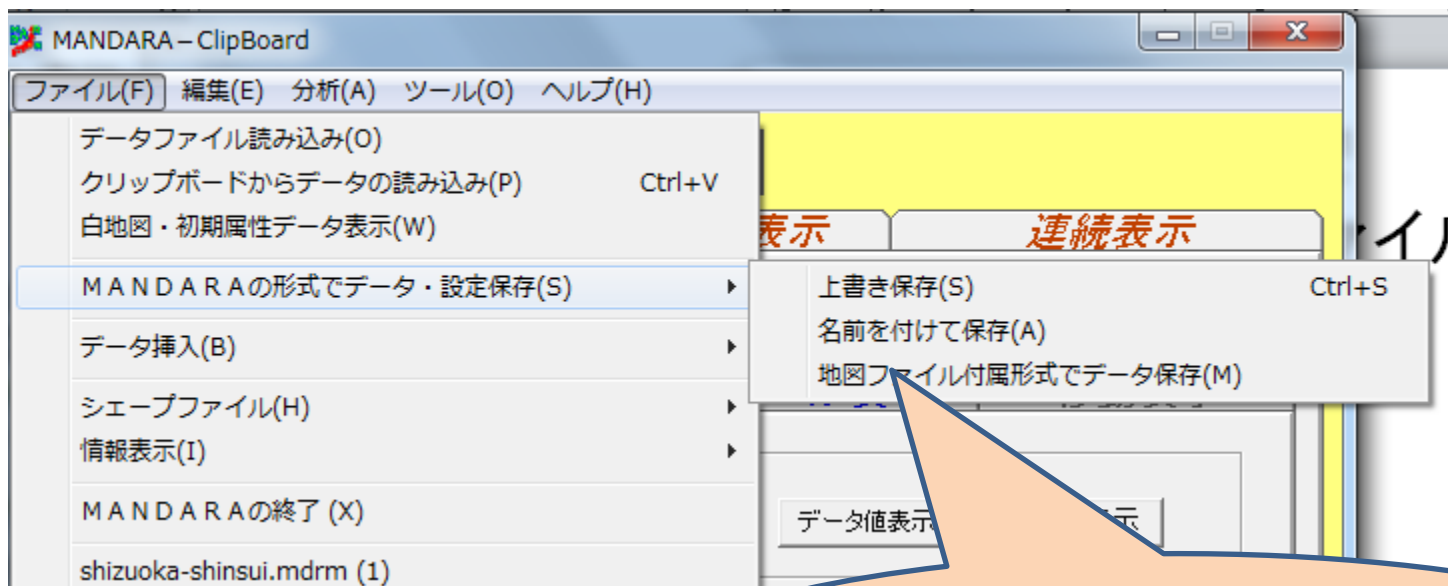 MANDARA – ClipBoard
ファイル(F) 編集(E) 分析(A) ツール(O) ヘルプ(H)
データファイル読み込み(O)
クリップボードからデータの読み込み(P) Ctrl+V
白地図・初期属性データ表示(W)
表示 連続表示
イル
ＭＡＮＤＡＲＡの形式でデータ・設定保存(S)
上書き保存(S) Ctrl+S
名前を付けて保存(A)
地図ファイル付属形式でデータ保存(M)
データ挿入(B)
シェープファイル(H)
情報表示(I)
ＭＡＮＤＡＲＡの終了 (X)
データ値表示 示
shizuoka-shinsui.mdrm (1)